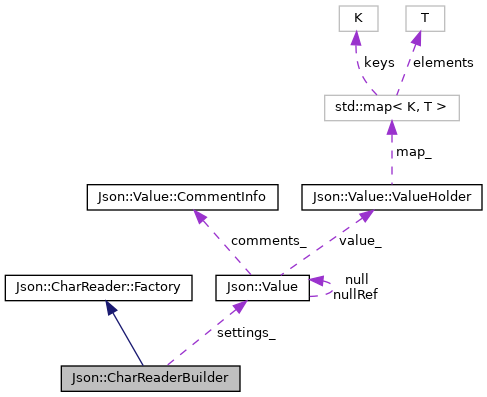 K
T
keys
elements
std::map< K, T >
map_
Json::Value::CommentInfo
Json::Value::ValueHolder
comments_
value_
Json::CharReader::Factory
Json::Value
null
nullRef
settings_
Json::CharReaderBuilder